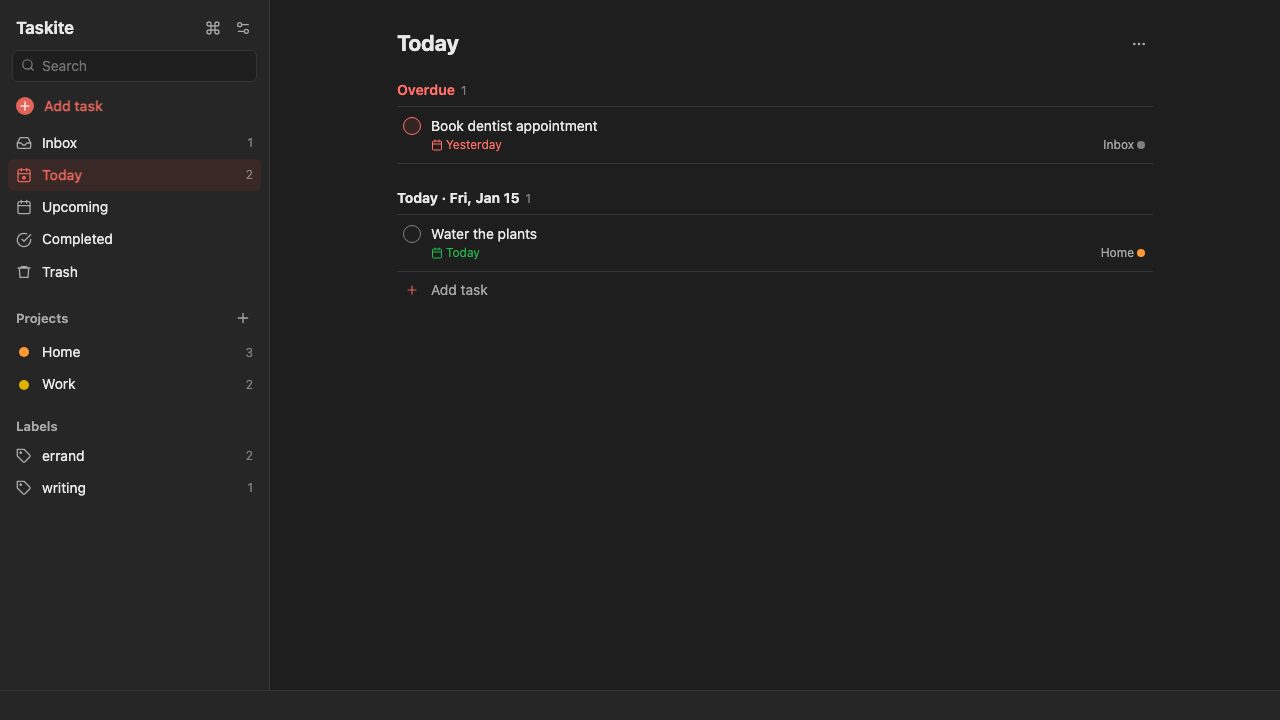 Taskite
Search
Add task
Inbox 1
Today 2
Upcoming
Completed
Trash
Projects
Home 3
Work 2
Labels
errand 2
writing 1
Today
Overdue 1
Book dentist appointment
Yesterday Inbox
Today · Fri, Jan 15 1
Water the plants
Today Home
Add task